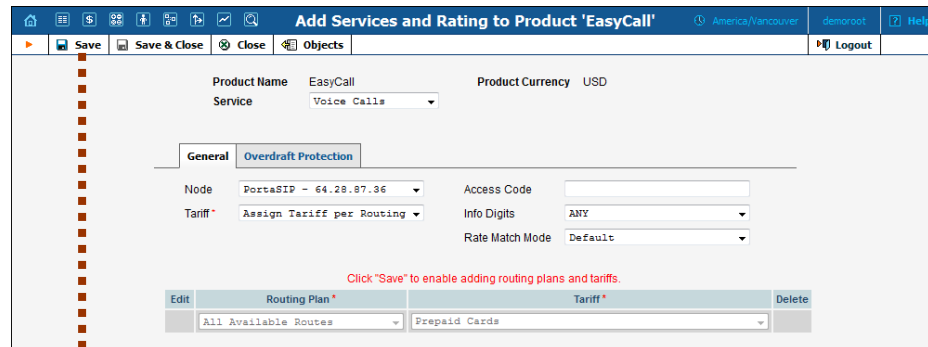 Add Services and Rating to Product 'EasyCall' America/Vancouver demoroot ? Help
Save Save & Close Close Objects Logout
Product Name EasyCall Product Currency USD
Service Voice Calls
General Overdraft Protection
Node PortaSIP - 64.28.87.36 Access Code
Tariff * Assign Tariff per Routing Info Digits ANY
Rate Match Mode Default
Click "Save" to enable adding routing plans and tariffs.
Edit Routing Plan * Tariff * Delete
All Available Routes Prepaid Cards